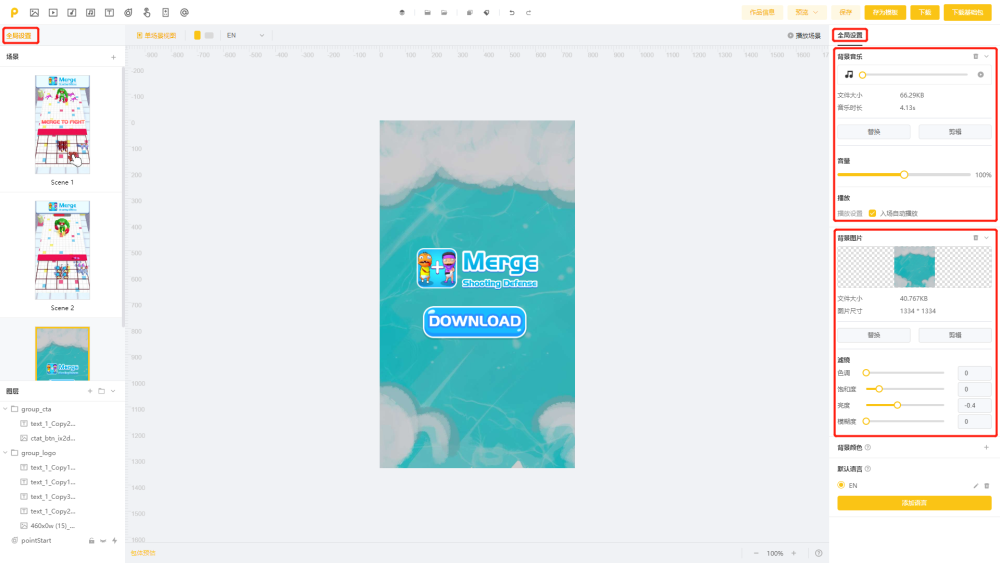 作品信息
预览
保存
存为模板
下载
下载基础包
全局设置
单场景视图
EN
播放场景
全局设置
场景
+
MERGE TO FIGHT
Scene 1
Scene 2
图层
group_cta
text_1_Copy2...
ctat_btn_ix2d...
group_logo
text_1_Copy1...
text_1_Copy1...
text_1_Copy3...
text_1_Copy2...
460x0w (15)_...
pointStart
-900 -800 -700 -600 -500 -400 -300 -200 -100 0 100 200 300 400 500 600 700 800 900 1000 1100 1200 1300 1400 1500 1600
-200
-100
0
100
200
300
400
500
600
700
800
900
1000
1100
1200
1300
1400
1500
1600
Merge
Shooting Defense
DOWNLOAD
100%
背景音乐
文件大小 66.29KB
音乐时长 4.13s
替换 剪辑
音量
100%
播放
播放设置 入场自动播放
背景图片
文件大小 40.767KB
图片尺寸 1334 * 1334
替换 剪辑
滤镜
色调 0
饱和度 0
亮度 -0.4
模糊度 0
背景颜色
默认语言
EN
添加语言